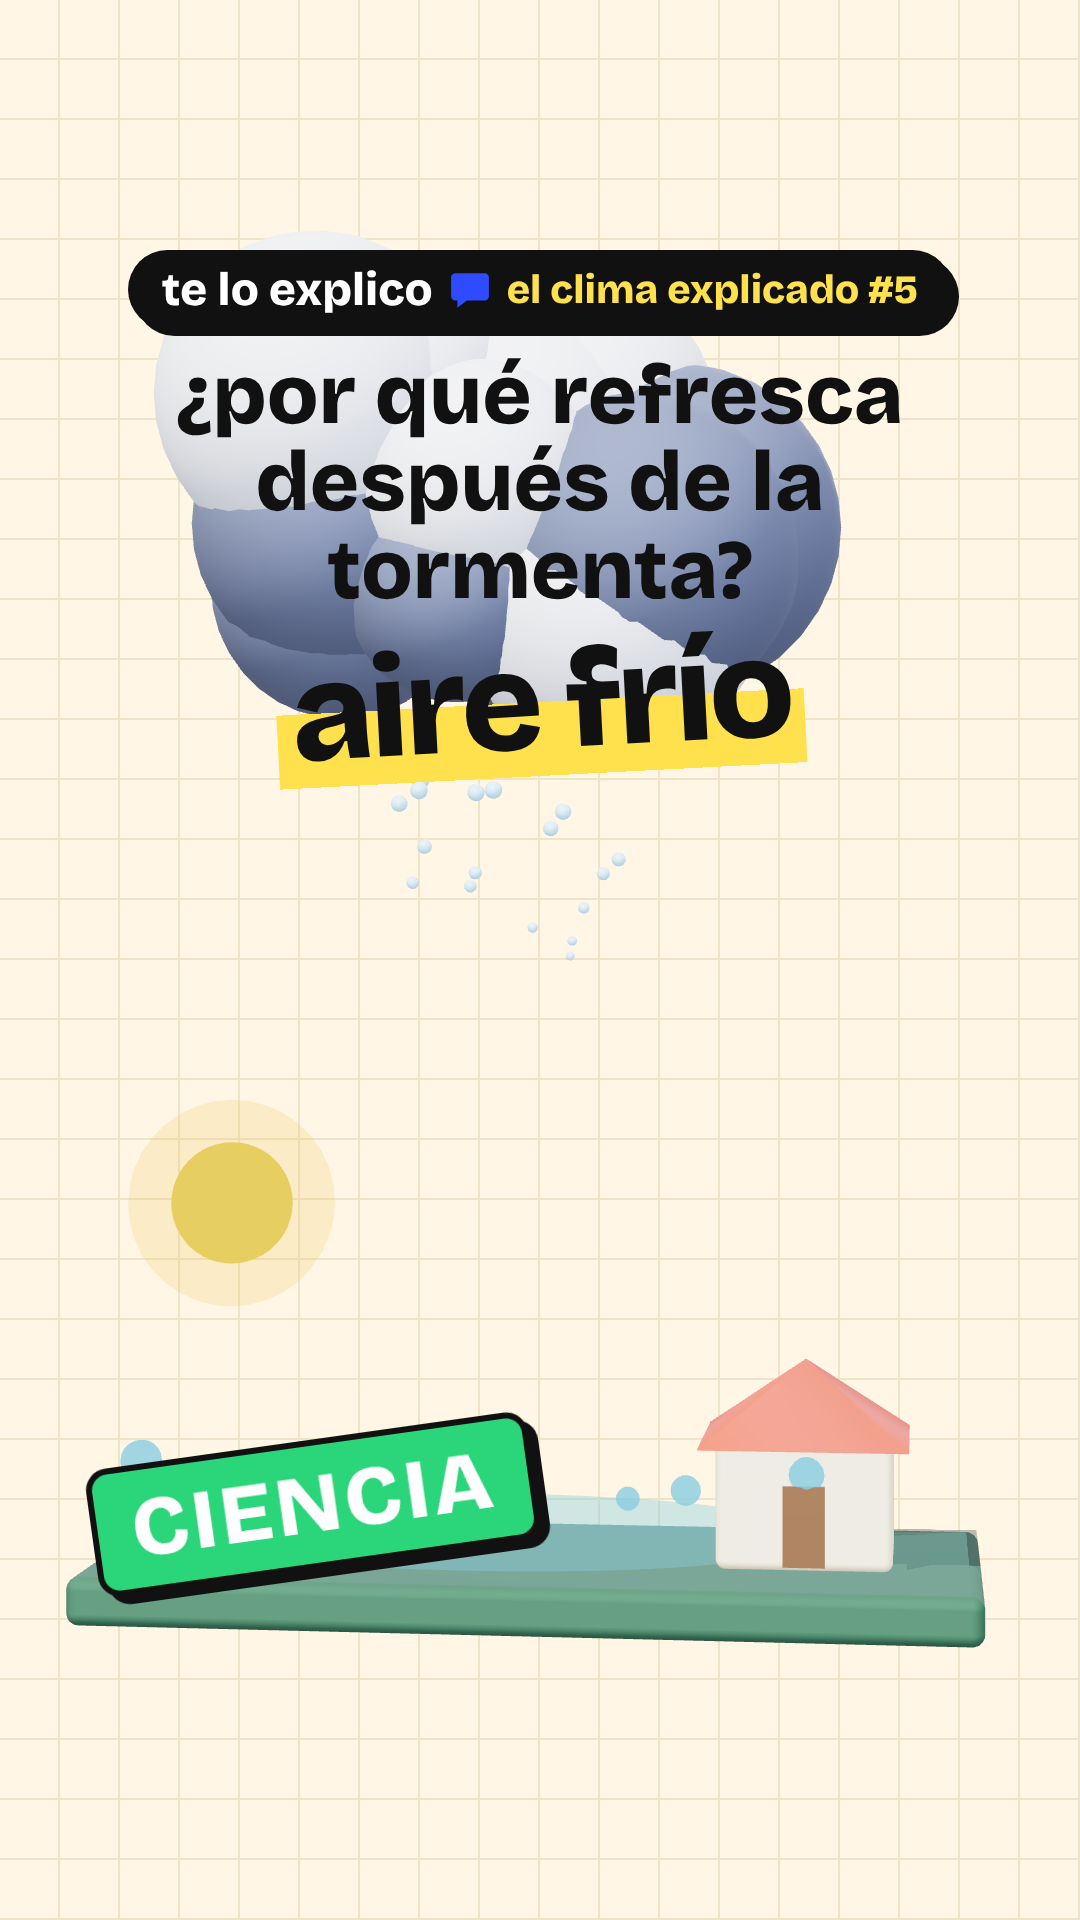 te lo explico el clima explicado #5
¿por qué refresca
después de la
tormenta?
aire frío
CIENCIA